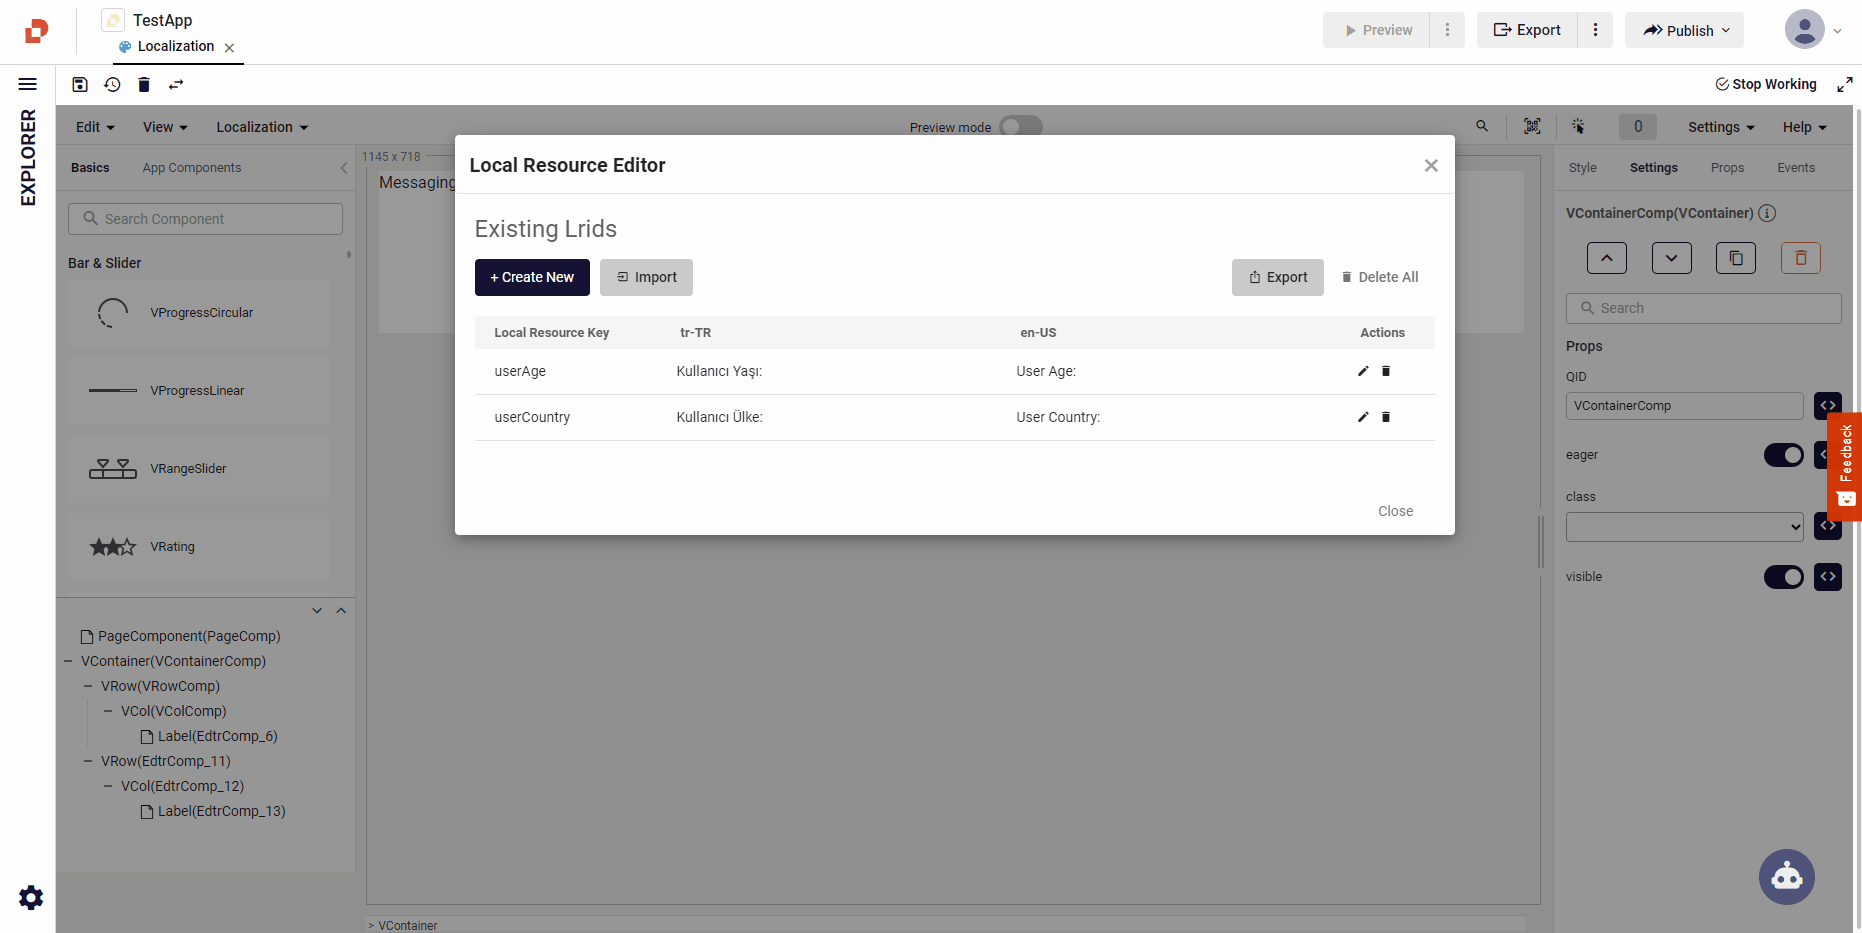 TestApp
Localization
Preview
Export
Publish
Stop Working
EXPLORER
Edit
View
Localization
Preview mode
0
Settings
Help
Basics
App Components
1145 x 718
Messaging
Search Component
Bar & Slider
VProgressCircular
VProgressLinear
VRangeSlider
VRating
PageComponent(PageComp)
VContainer(VContainerComp)
VRow(VRowComp)
VCol(VColComp)
Label(EdtrComp_6)
VRow(EdtrComp_11)
VCol(EdtrComp_12)
Label(EdtrComp_13)
Local Resource Editor
Existing Lrids
+ Create New
Import
Export
Delete All
Local Resource Key tr-TR en-US Actions
userAge Kullanıcı Yaşı: User Age:
userCountry Kullanıcı Ülke: User Country:
Close
> VContainer
Style
Settings
Props
Events
VContainerComp(VContainer)
Search
Props
QID
VContainerComp
eager
class
visible
Feedback